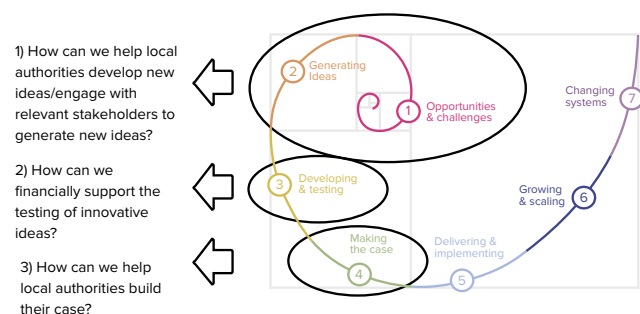 1) How can we help local
authorities develop new
ideas/engage with
relevant stakeholders to
generate new ideas?
2) How can we
financially support the
testing of innovative
ideas?
3) How can we help
local authorities build
their case?
2
Generating
Ideas
1
Opportunities
& challenges
3
Developing
& testing
Making
the case
4
Delivering &
implementing
5
Growing
& scaling
6
Changing
systems
7